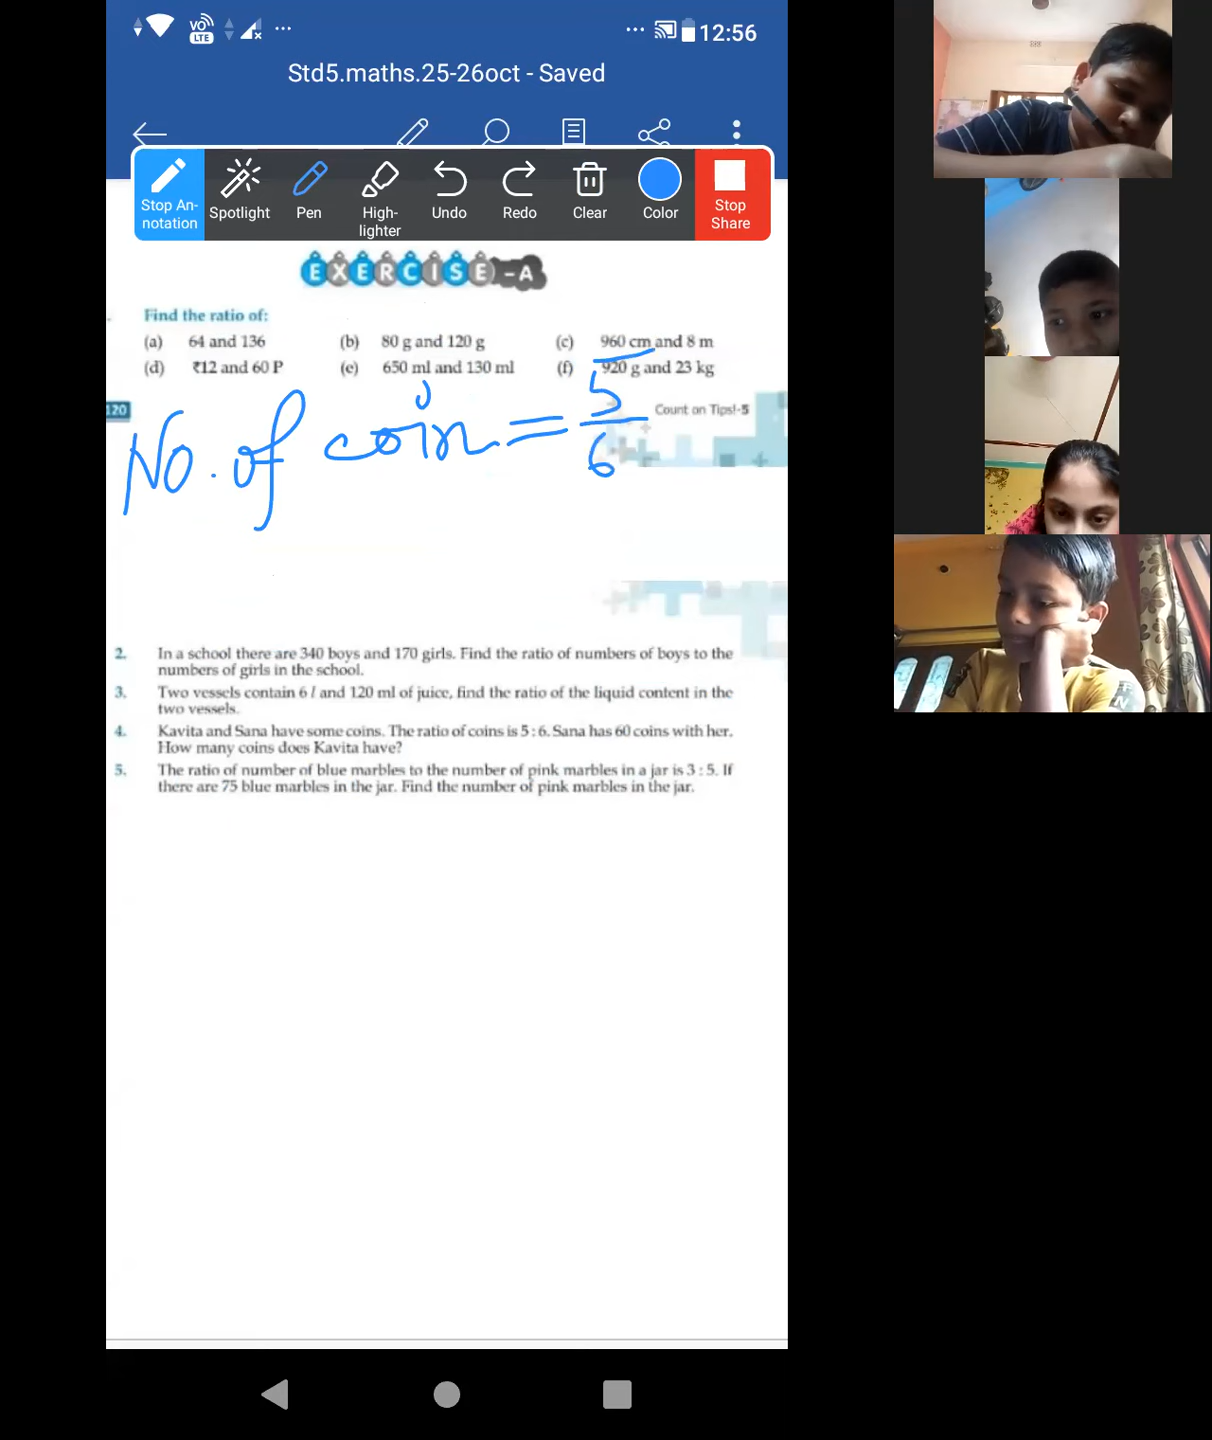 VO LTE 12:56
Std5.maths.25-26oct - Saved
Stop An-notation Spotlight Pen High-lighter Undo Redo Clear Color Stop Share
EXERCISE -A
Find the ratio of:
(a) 64 and 136 (b) 80 g and 120 g (c) 960 cm and 8 m
(d) ₹12 and 60 P (e) 650 ml and 130 ml (f) 920 g and 23 kg
120 Count on Tips!-5
No. of coin = 5/6
2. In a school there are 340 boys and 170 girls. Find the ratio of numbers of boys to the
numbers of girls in the school.
3. Two vessels contain 6 l and 120 ml of juice, find the ratio of the liquid content in the
two vessels.
4. Kavita and Sana have some coins. The ratio of coins is 5 : 6. Sana has 60 coins with her.
How many coins does Kavita have?
5. The ratio of number of blue marbles to the number of pink marbles in a jar is 3 : 5. If
there are 75 blue marbles in the jar. Find the number of pink marbles in the jar.